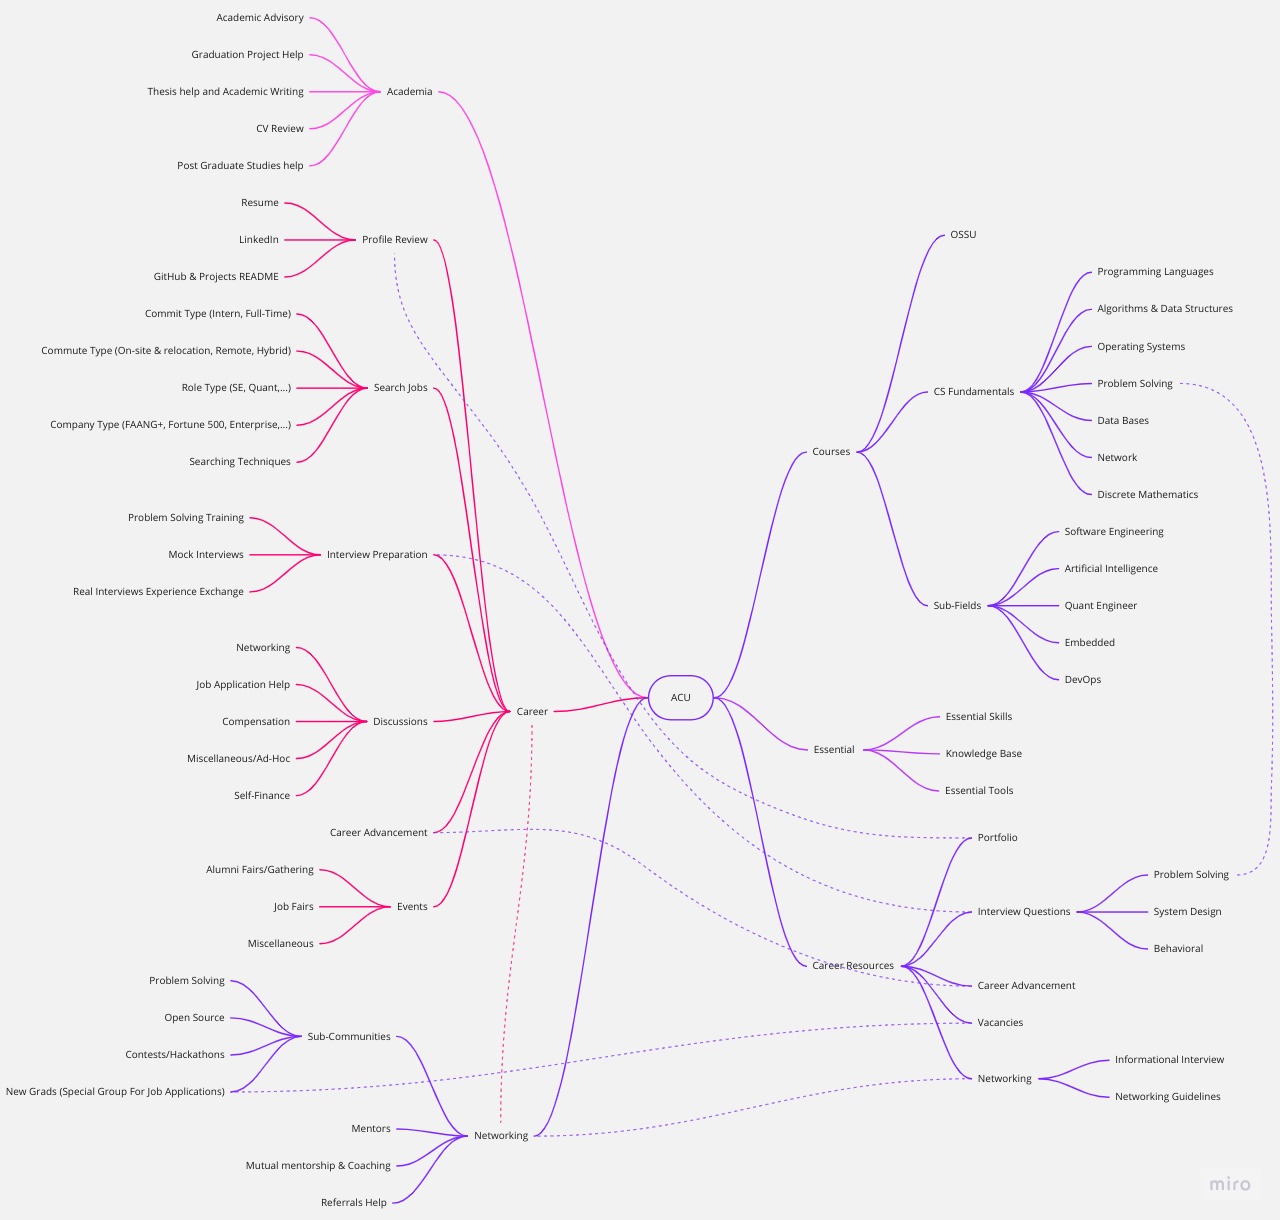 Academic Advisory
Graduation Project Help
Thesis help and Academic Writing
CV Review
Post Graduate Studies help
Academia
Resume
LinkedIn
GitHub & Projects README
Profile Review
Commit Type (Intern, Full-Time)
Commute Type (On-site & relocation, Remote, Hybrid)
Role Type (SE, Quant,...)
Company Type (FAANG+, Fortune 500, Enterprise,...)
Searching Techniques
Search Jobs
Problem Solving Training
Mock Interviews
Real Interviews Experience Exchange
Interview Preparation
Networking
Job Application Help
Compensation
Miscellaneous/Ad-Hoc
Self-Finance
Discussions
Career Advancement
Alumni Fairs/Gathering
Job Fairs
Miscellaneous
Events
Career
Problem Solving
Open Source
Contests/Hackathons
New Grads (Special Group For Job Applications)
Sub-Communities
Mentors
Mutual mentorship & Coaching
Referrals Help
Networking
ACU
Courses
OSSU
CS Fundamentals
Programming Languages
Algorithms & Data Structures
Operating Systems
Problem Solving
Data Bases
Network
Discrete Mathematics
Sub-Fields
Software Engineering
Artificial Intelligence
Quant Engineer
Embedded
DevOps
Essential
Essential Skills
Knowledge Base
Essential Tools
Career Resources
Portfolio
Interview Questions
Problem Solving
System Design
Behavioral
Career Advancement
Vacancies
Networking
Informational Interview
Networking Guidelines
miro